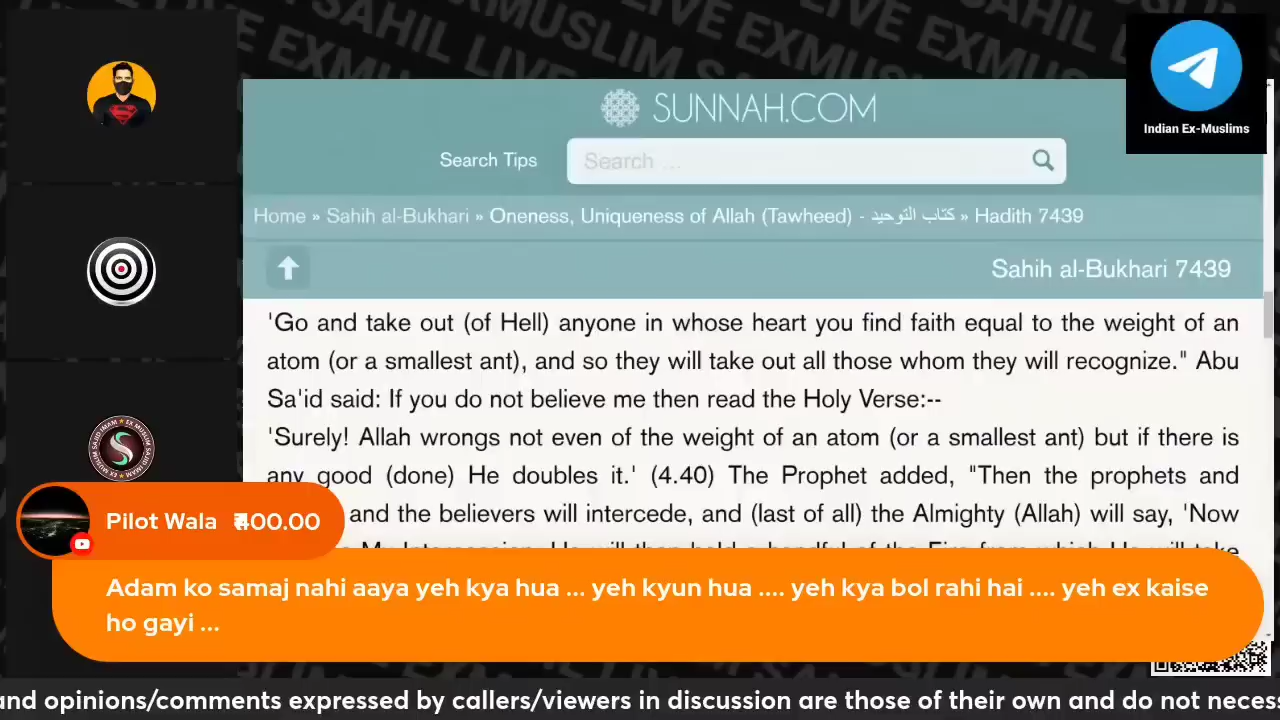 Indian Ex-Muslims
SUNNAH.COM
Search Tips
Search ...
Home » Sahih al-Bukhari » Oneness, Uniqueness of Allah (Tawheed) - كتاب التوحيد » Hadith 7439
Sahih al-Bukhari 7439
'Go and take out (of Hell) anyone in whose heart you find faith equal to the weight of an
atom (or a smallest ant), and so they will take out all those whom they will recognize." Abu
Sa'id said: If you do not believe me then read the Holy Verse:--
'Surely! Allah wrongs not even of the weight of an atom (or a smallest ant) but if there is
any good (done) He doubles it.' (4.40) The Prophet added, "Then the prophets and
and the believers will intercede, and (last of all) the Almighty (Allah) will say, 'Now
Pilot Wala ₹400.00
Adam ko samaj nahi aaya yeh kya hua ... yeh kyun hua .... yeh kya bol rahi hai .... yeh ex kaise
ho gayi ...
and opinions/comments expressed by callers/viewers in discussion are those of their own and do not neces